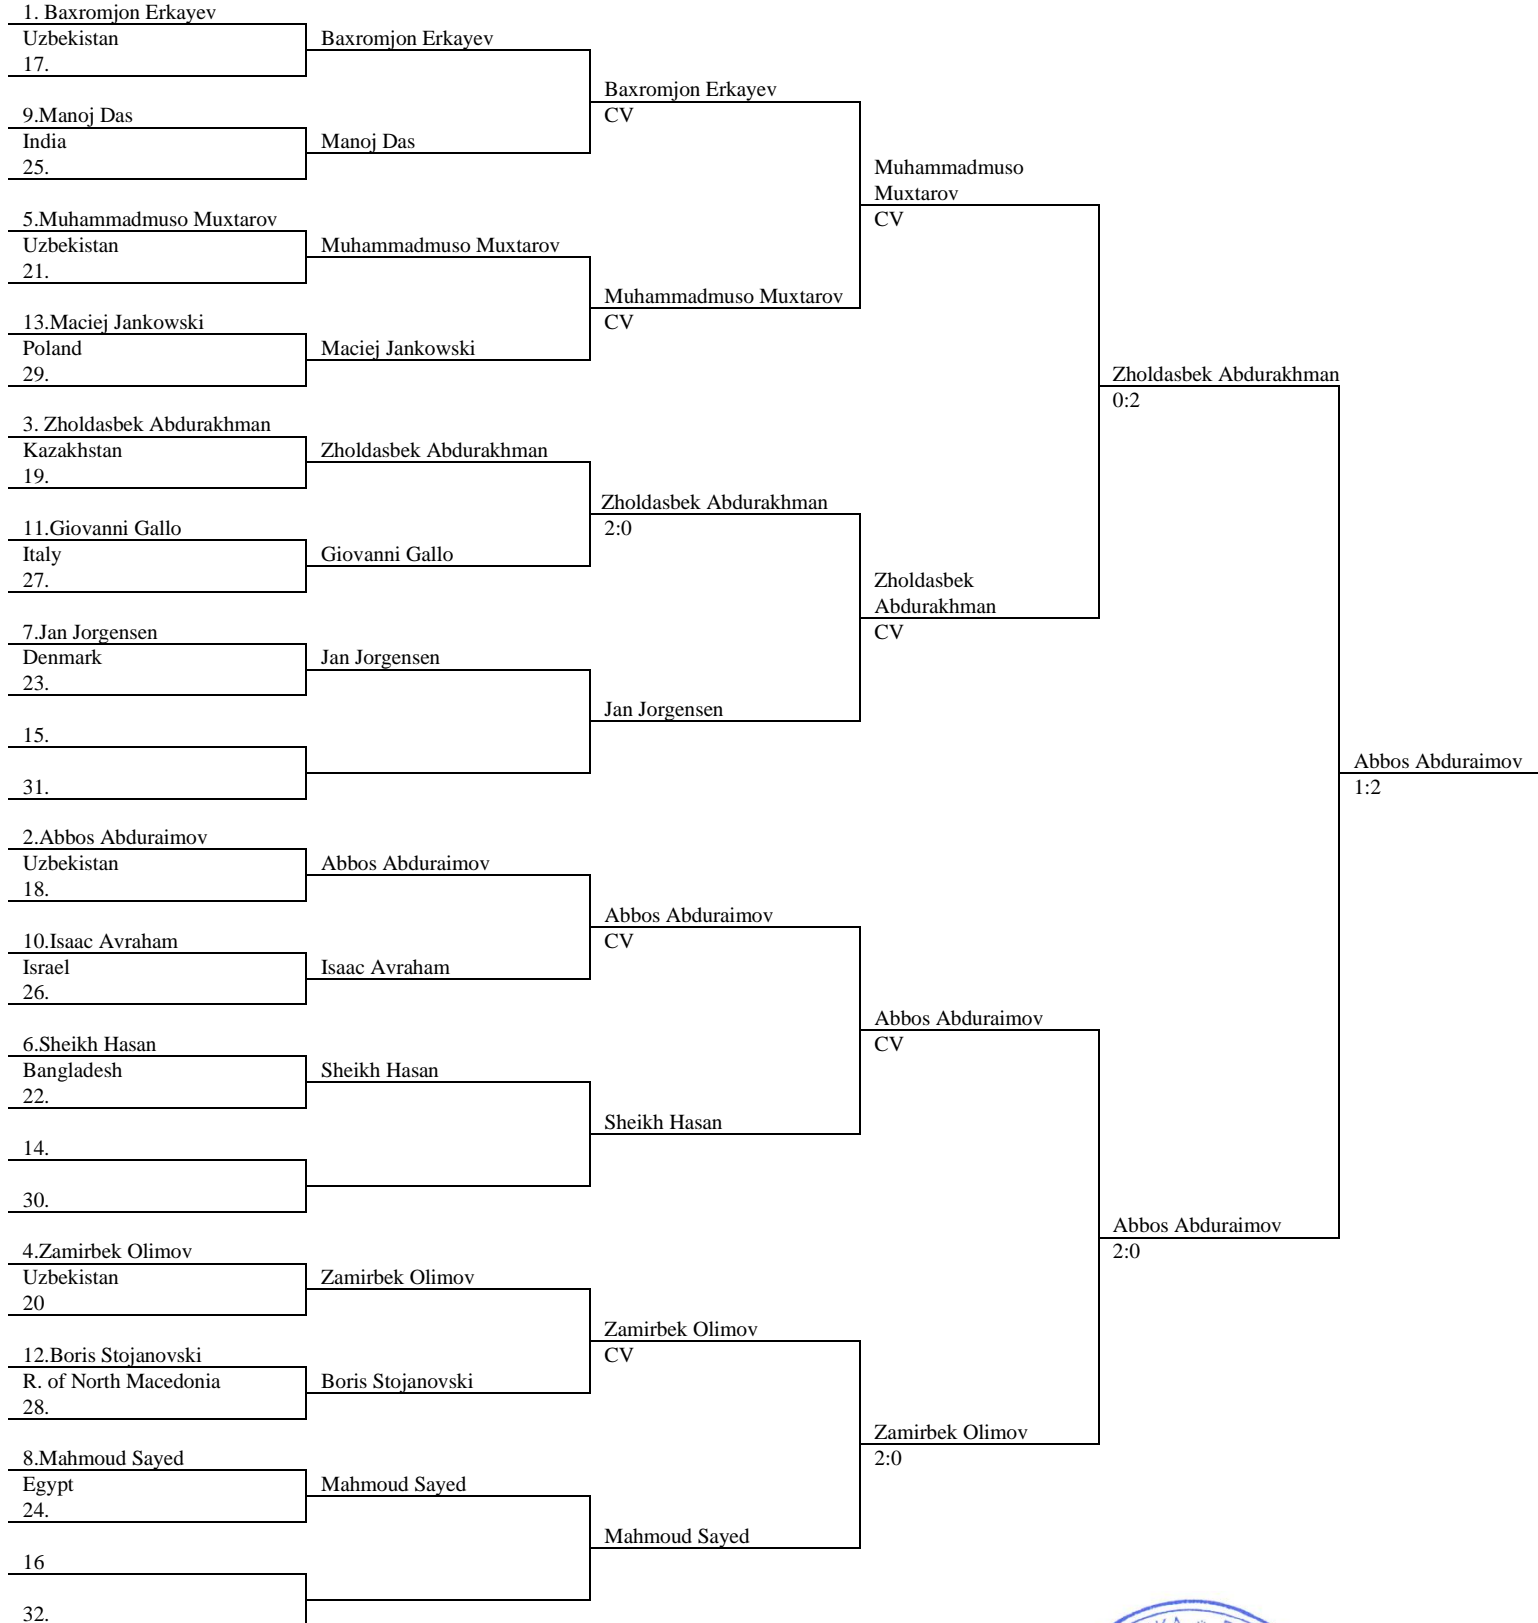 1. Baxromjon Erkayev
Uzbekistan
17.
9.Manoj Das
India
25.
5.Muhammadmuso Muxtarov
Uzbekistan
21.
13.Maciej Jankowski
Poland
29.
3. Zholdasbek Abdurakhman
Kazakhstan
19.
11.Giovanni Gallo
Italy
27.
7.Jan Jorgensen
Denmark
23.
15.
31.
2.Abbos Abduraimov
Uzbekistan
18.
10.Isaac Avraham
Israel
26.
6.Sheikh Hasan
Bangladesh
22.
14.
30.
4.Zamirbek Olimov
Uzbekistan
20
12.Boris Stojanovski
R. of North Macedonia
28.
8.Mahmoud Sayed
Egypt
24.
16
32.
Baxromjon Erkayev
Manoj Das
Muhammadmuso Muxtarov
Maciej Jankowski
Zholdasbek Abdurakhman
Giovanni Gallo
Jan Jorgensen
Abbos Abduraimov
Isaac Avraham
Sheikh Hasan
Zamirbek Olimov
Boris Stojanovski
Mahmoud Sayed
Baxromjon Erkayev
CV
Muhammadmuso Muxtarov
CV
Zholdasbek Abdurakhman
2:0
Jan Jorgensen
Abbos Abduraimov
CV
Sheikh Hasan
Zamirbek Olimov
CV
Mahmoud Sayed
Muhammadmuso
Muxtarov
CV
Zholdasbek
Abdurakhman
CV
Abbos Abduraimov
CV
Zamirbek Olimov
2:0
Zholdasbek Abdurakhman
0:2
Abbos Abduraimov
2:0
Abbos Abduraimov
1:2